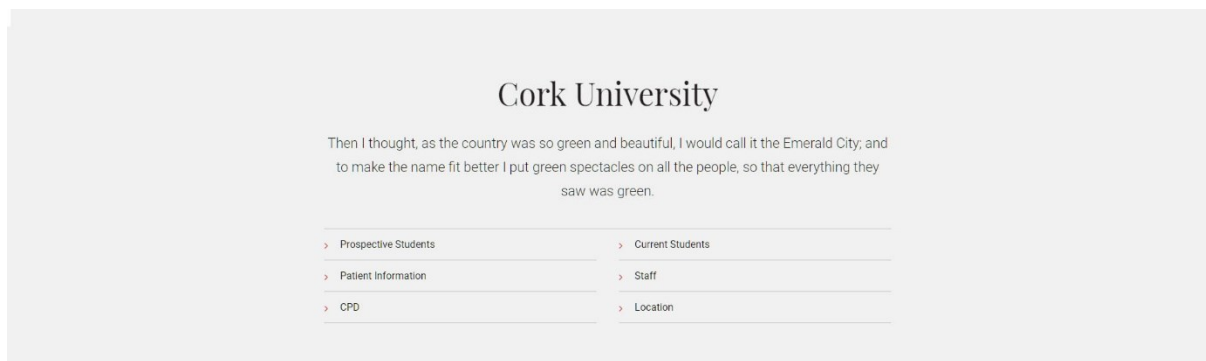 Cork University
Then I thought, as the country was so green and beautiful, I would call it the Emerald City; and
to make the name fit better I put green spectacles on all the people, so that everything they
saw was green.
Prospective Students
Current Students
Patient Information
Staff
CPD
Location